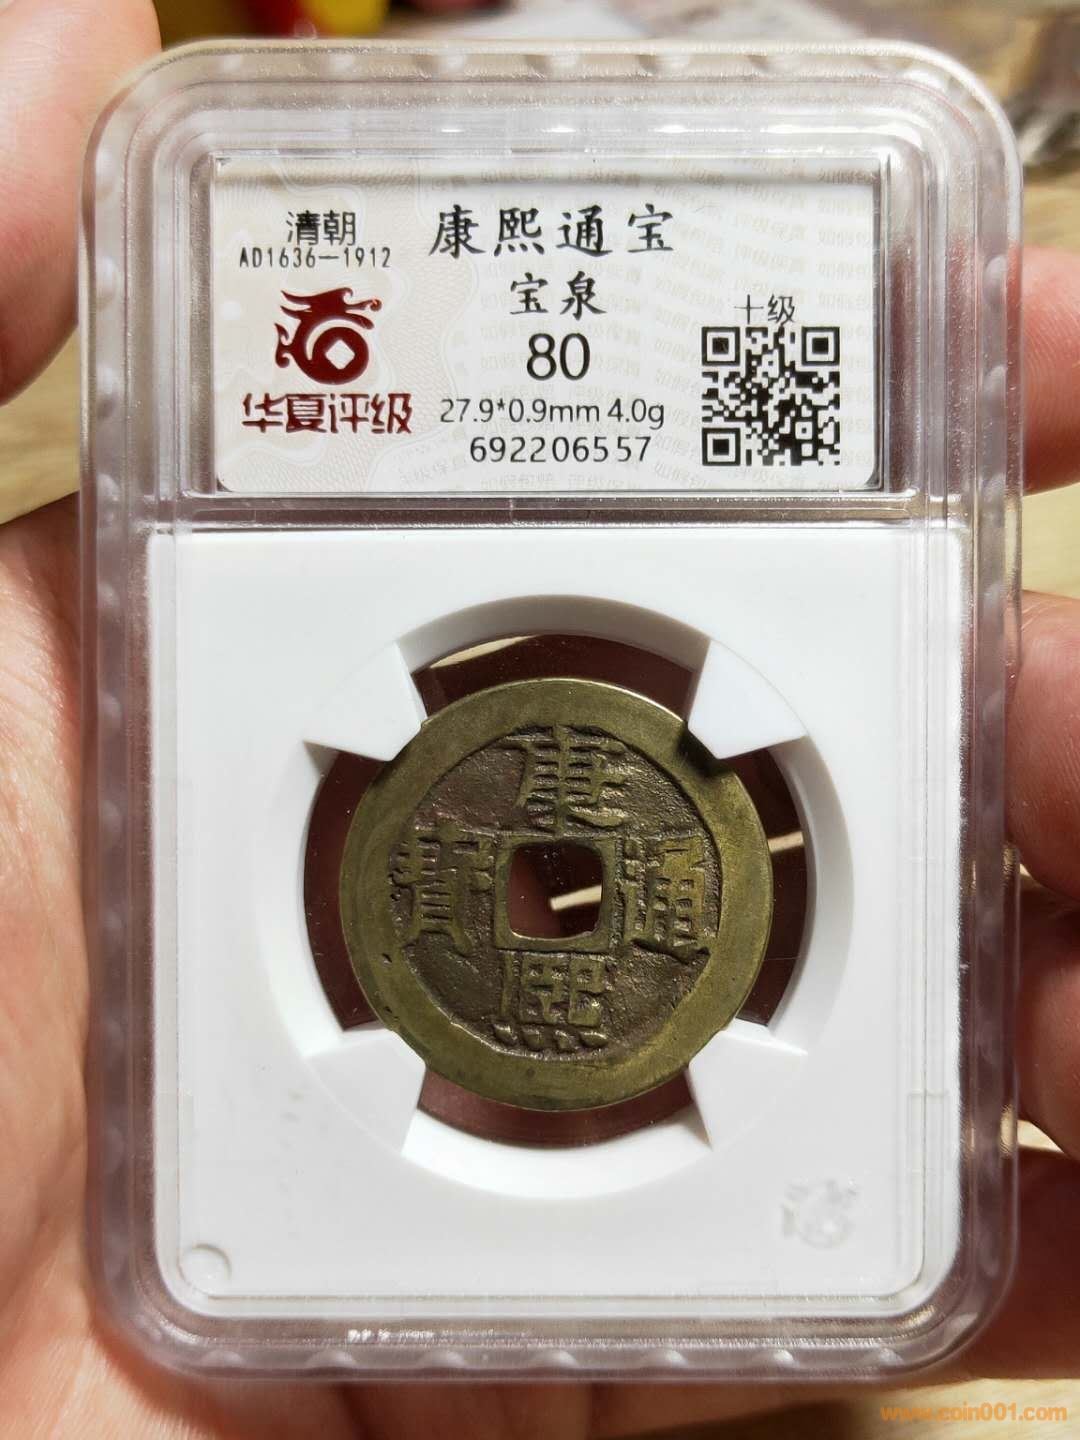 清朝
AD1636—1912
华夏评级
康熙通宝
宝泉
80
27.9*0.9mm 4.0g
692206557
十级
康熙通寶
www.coin001.com